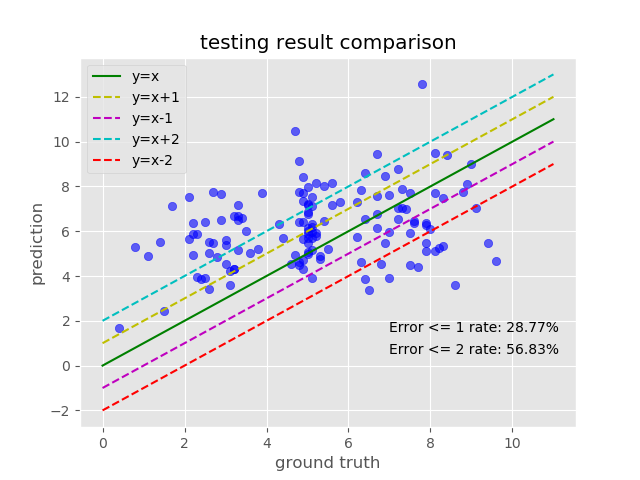 testing result comparison
y=x
y=x+1
y=x-1
y=x+2
y=x-2
12
10
8
6
4
2
0
−2
prediction
Error <= 1 rate: 28.77%
Error <= 2 rate: 56.83%
0 2 4 6 8 10
ground truth